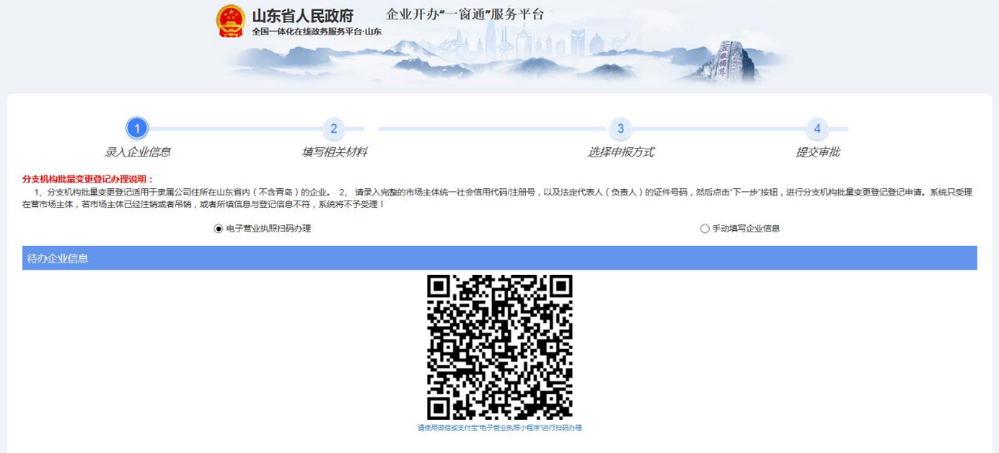 山东省人民政府
企业开办“一窗通”服务平台
全国一体化在线政务服务平台·山东
五嶽獨尊
1
2
3
4
录入企业信息
填写相关材料
选择申报方式
提交审批
分支机构批量变更登记办理说明：
1、分支机构批量变更登记适用于隶属公司住所在山东省内（不含青岛）的企业。 2、 请录入完整的市场主体统一社会信用代码/注册号，以及法定代表人（负责人）的证件号码，然后点击“下一步”按钮，进行分支机构批量变更登记登记申请。系统只受理
在营市场主体，若市场主体已经注销或者吊销，或者所填信息与登记信息不符，系统将不予受理！
电子营业执照扫码办理
手动填写企业信息
待办企业信息
请使用微信或支付宝“电子营业执照小程序”进行扫码办理